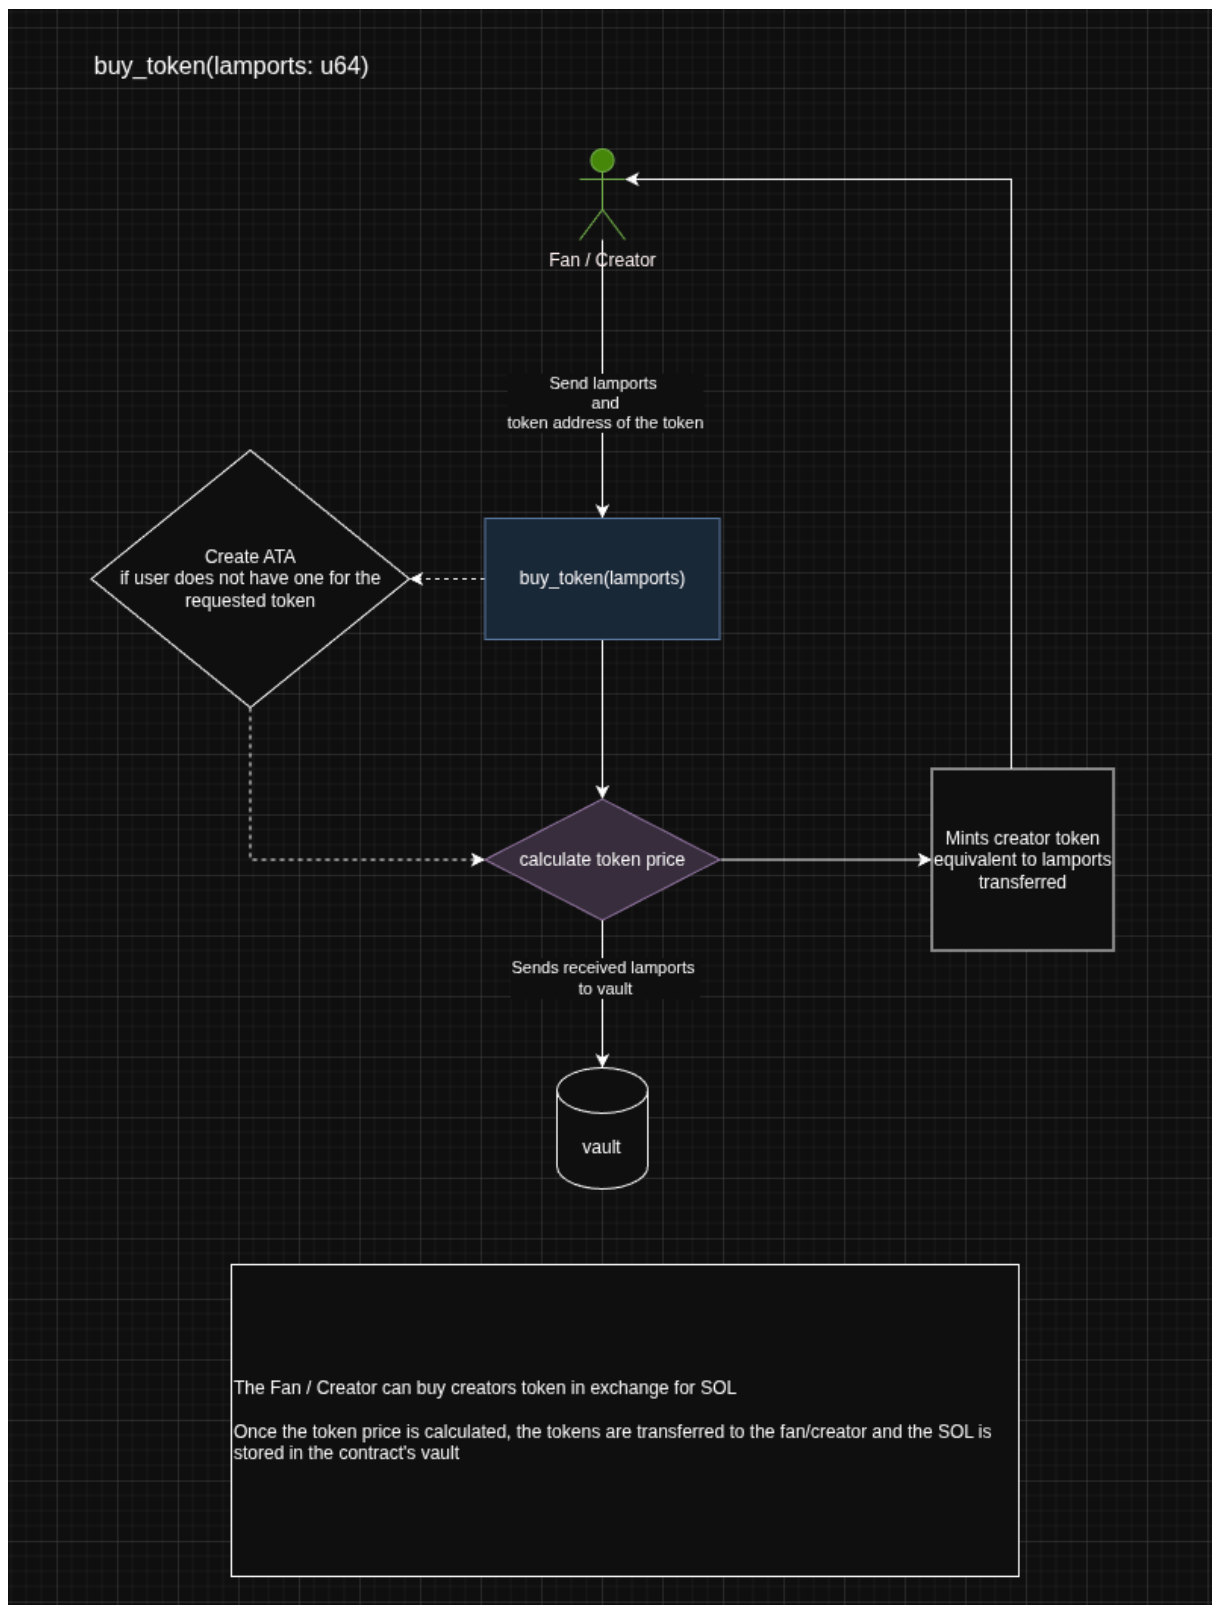 buy_token(lamports: u64)
Fan / Creator
Send lamports
and
token address of the token
Create ATA
if user does not have one for the
requested token
buy_token(lamports)
calculate token price
Mints creator token
equivalent to lamports
transferred
Sends received lamports
to vault
vault
The Fan / Creator can buy creators token in exchange for SOL
Once the token price is calculated, the tokens are transferred to the fan/creator and the SOL is
stored in the contract's vault